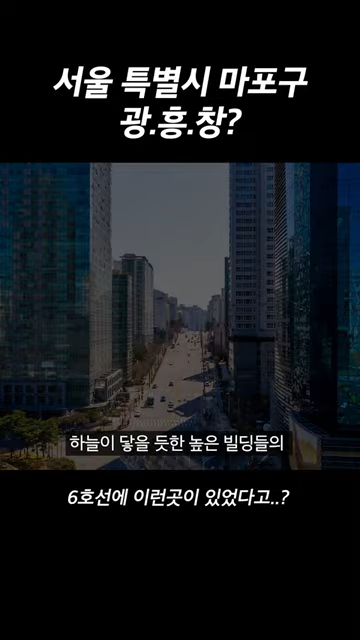 서울 특별시 마포구
광.흥.창?
하늘이 닿을 듯한 높은 빌딩들의
6호선에 이런곳이 있었다고..?